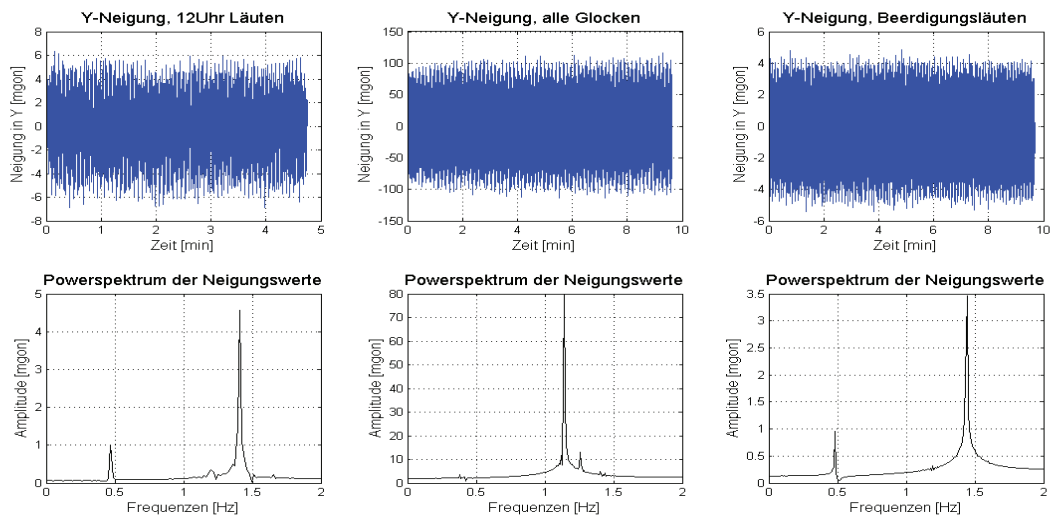 Y-Neigung, 12Uhr Läuten
Neigung in Y [mgon]
8
6
4
2
0
-2
-4
-6
-8
0 1 2 3 4 5
Zeit [min]
Y-Neigung, alle Glocken
Neigung in Y [mgon]
150
100
50
0
-50
-100
-150
0 2 4 6 8 10
Zeit [min]
Y-Neigung, Beerdigungsläuten
Neigung in Y [mgon]
6
4
2
0
-2
-4
-6
0 2 4 6 8 10
Zeit [min]
Powerspektrum der Neigungswerte
Amplitude [mgon]
5
4
3
2
1
0
0 0.5 1 1.5 2
Frequenzen [Hz]
Powerspektrum der Neigungswerte
Amplitude [mgon]
80
70
60
50
40
30
20
10
0
0 0.5 1 1.5 2
Frequenzen [Hz]
Powerspektrum der Neigungswerte
Amplitude [mgon]
3.5
3
2.5
2
1.5
1
0.5
0
0 0.5 1 1.5 2
Frequenzen [Hz]